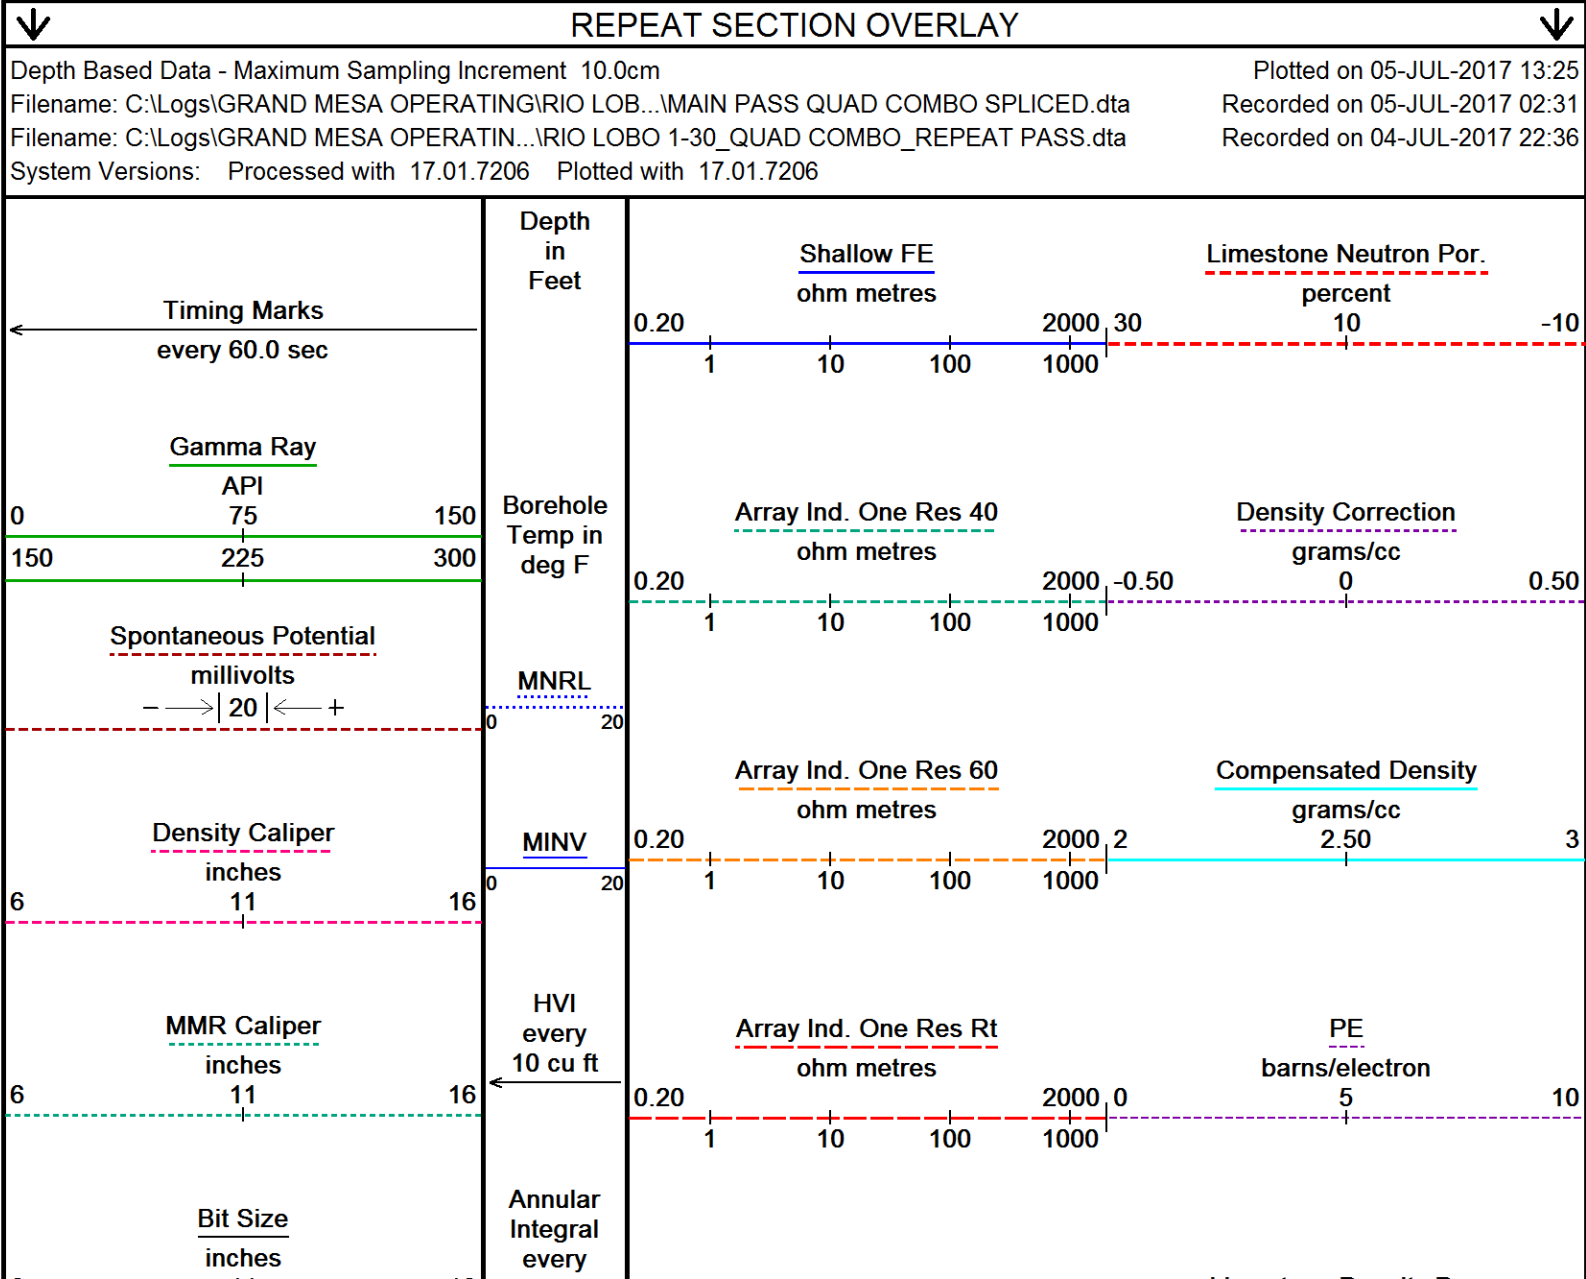 REPEAT SECTION OVERLAY
Depth Based Data - Maximum Sampling Increment 10.0cm Plotted on 05-JUL-2017 13:25
Filename: C:\Logs\GRAND MESA OPERATING\RIO LOB...\MAIN PASS QUAD COMBO SPLICED.dta Recorded on 05-JUL-2017 02:31
Filename: C:\Logs\GRAND MESA OPERATIN...\RIO LOBO 1-30_QUAD COMBO_REPEAT PASS.dta Recorded on 04-JUL-2017 22:36
System Versions: Processed with 17.01.7206 Plotted with 17.01.7206
Timing Marks
every 60.0 sec
Gamma Ray
API
0 75 150
150 225 300
Spontaneous Potential
millivolts
− 20 +
Density Caliper
inches
6 11 16
MMR Caliper
inches
6 11 16
Bit Size
inches
Depth
in
Feet
Borehole
Temp in
deg F
MNRL
0 20
MINV
0 20
HVI
every
10 cu ft
Annular
Integral
every
Shallow FE
ohm metres
0.20 2000
1 10 100 1000
Array Ind. One Res 40
ohm metres
0.20 2000
1 10 100 1000
Array Ind. One Res 60
ohm metres
0.20 2000
1 10 100 1000
Array Ind. One Res Rt
ohm metres
0.20 2000
1 10 100 1000
Limestone Neutron Por.
percent
30 10 -10
Density Correction
grams/cc
-0.50 0 0.50
Compensated Density
grams/cc
2 2.50 3
PE
barns/electron
0 5 10